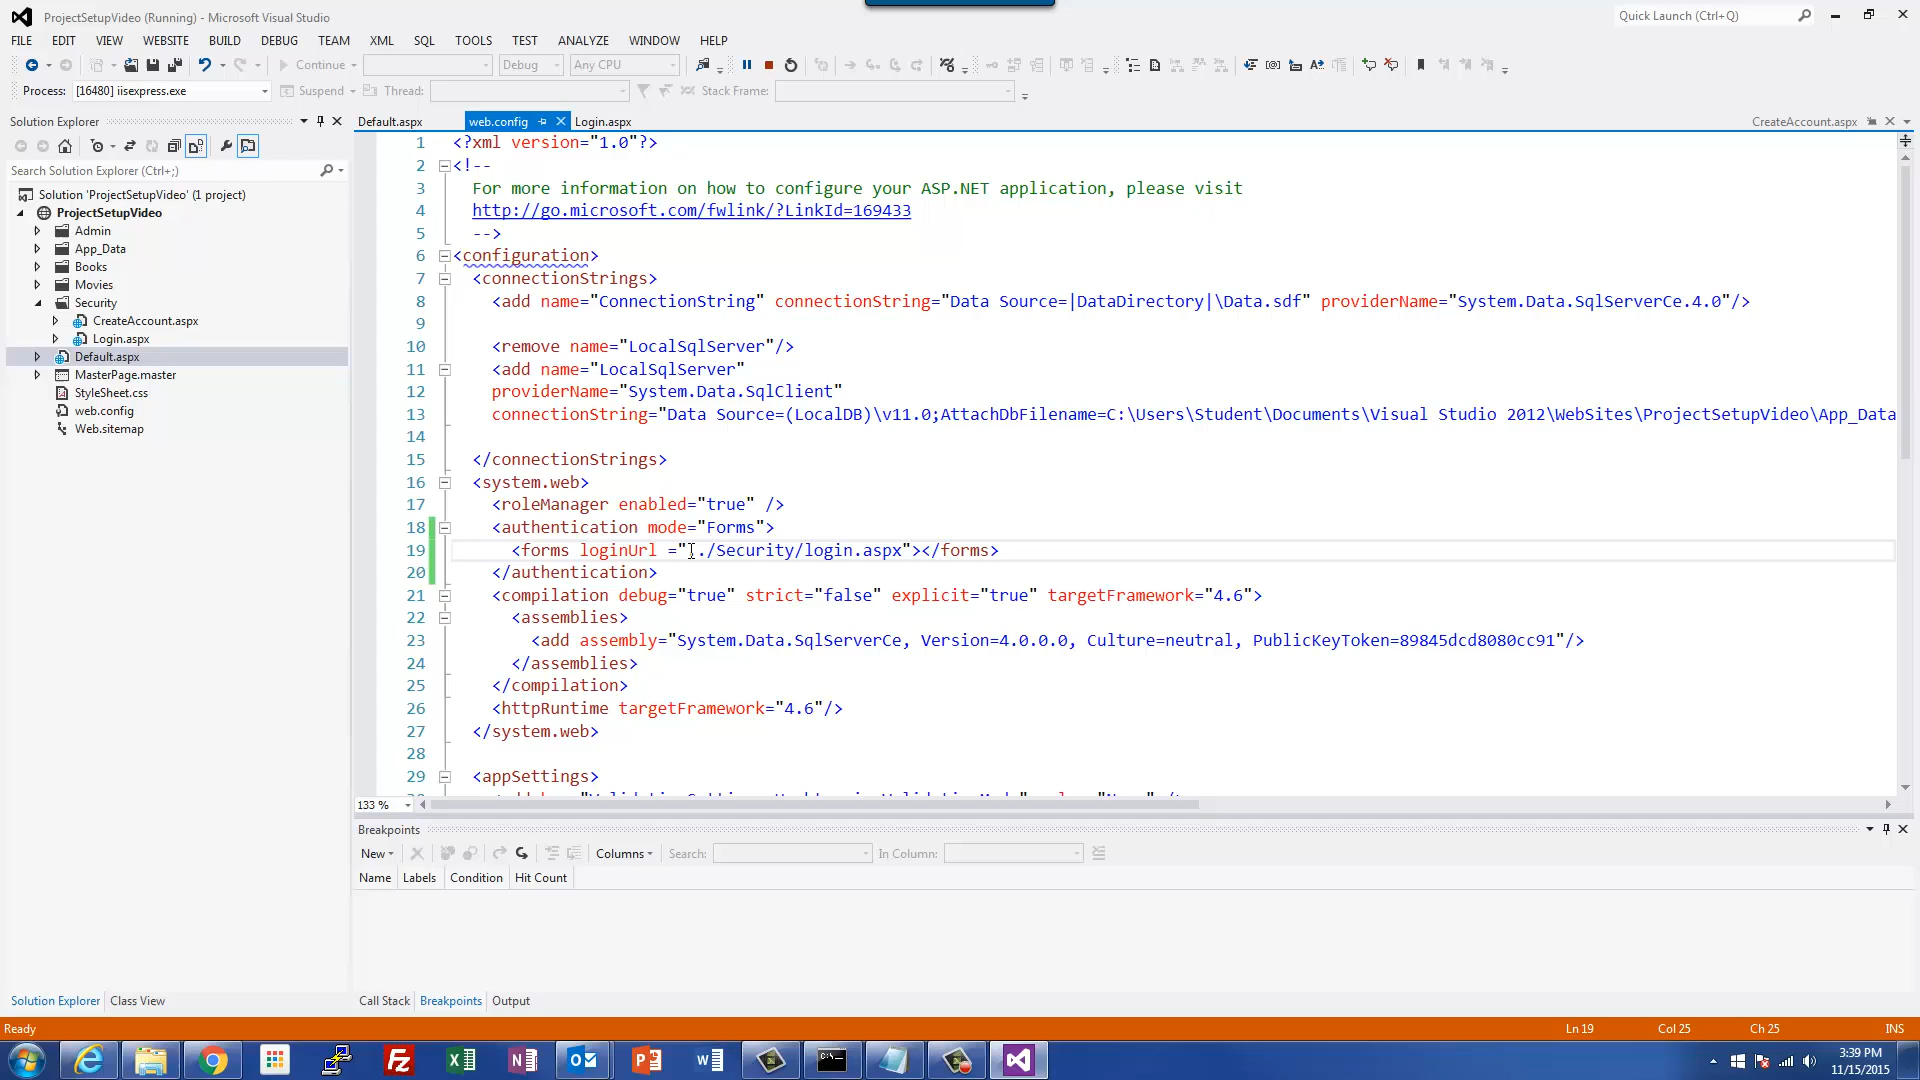 ProjectSetupVideo (Running) - Microsoft Visual Studio
Quick Launch (Ctrl+Q)
FILE EDIT VIEW WEBSITE BUILD DEBUG TEAM XML SQL TOOLS TEST ANALYZE WINDOW HELP
Continue Debug Any CPU
Process: [16480] iisexpress.exe Suspend Thread: Stack Frame:
Solution Explorer
Default.aspx web.config Login.aspx CreateAccount.aspx
Search Solution Explorer (Ctrl+;)
Solution 'ProjectSetupVideo' (1 project)
ProjectSetupVideo
Admin
App_Data
Books
Movies
Security
CreateAccount.aspx
Login.aspx
Default.aspx
MasterPage.master
StyleSheet.css
web.config
Web.sitemap
1 <?xml version="1.0"?>
2 <!--
3 For more information on how to configure your ASP.NET application, please visit
4 http://go.microsoft.com/fwlink/?LinkId=169433
5 -->
6 <configuration>
7 <connectionStrings>
8 <add name="ConnectionString" connectionString="Data Source=|DataDirectory|\Data.sdf" providerName="System.Data.SqlServerCe.4.0"/>
9
10 <remove name="LocalSqlServer"/>
11 <add name="LocalSqlServer"
12 providerName="System.Data.SqlClient"
13 connectionString="Data Source=(LocalDB)\v11.0;AttachDbFilename=C:\Users\Student\Documents\Visual Studio 2012\WebSites\ProjectSetupVideo\App_Data
14
15 </connectionStrings>
16 <system.web>
17 <roleManager enabled="true" />
18 <authentication mode="Forms">
19 <forms loginUrl ="../Security/login.aspx"></forms>
20 </authentication>
21 <compilation debug="true" strict="false" explicit="true" targetFramework="4.6">
22 <assemblies>
23 <add assembly="System.Data.SqlServerCe, Version=4.0.0.0, Culture=neutral, PublicKeyToken=89845dcd8080cc91"/>
24 </assemblies>
25 </compilation>
26 <httpRuntime targetFramework="4.6"/>
27 </system.web>
28
29 <appSettings>
133 %
Breakpoints
New Columns Search: In Column:
Name Labels Condition Hit Count
Solution Explorer Class View Call Stack Breakpoints Output
Ready Ln 19 Col 25 Ch 25 INS
3:39 PM
11/15/2015